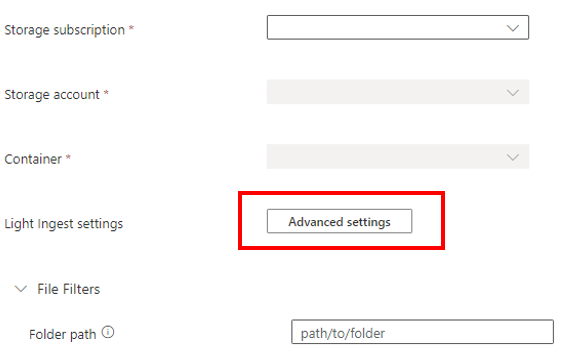 Storage subscription *
Storage account *
Container *
Light Ingest settings Advanced settings
File Filters
Folder path path/to/folder